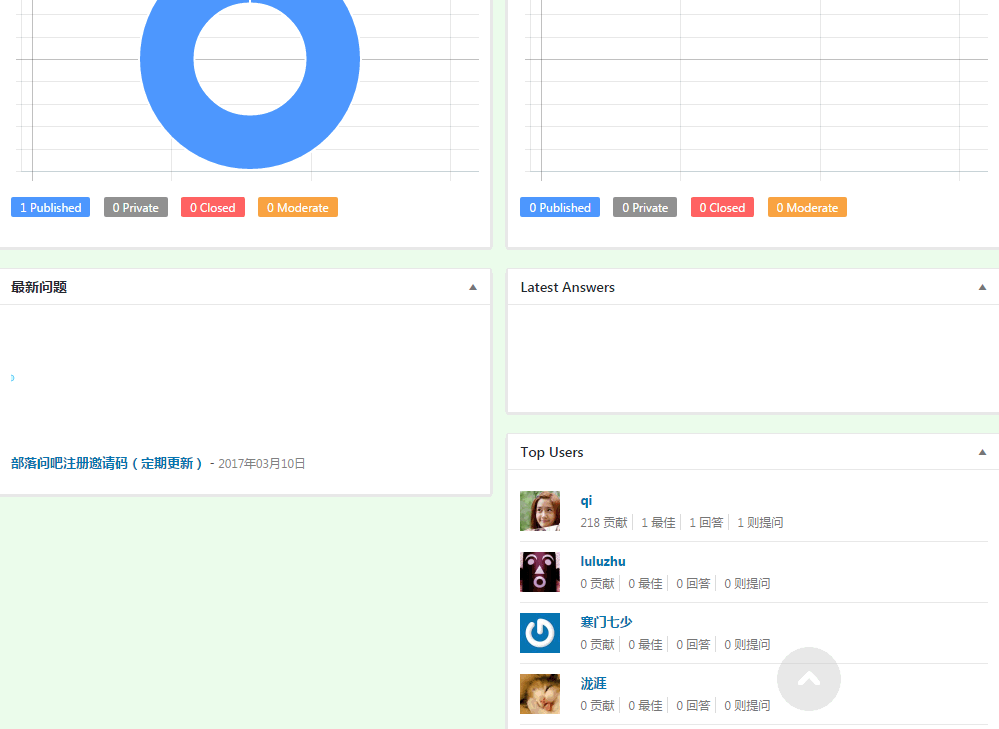 1 Published 0 Private 0 Closed 0 Moderate
0 Published 0 Private 0 Closed 0 Moderate
最新问题
部落问吧注册邀请码（定期更新） - 2017年03月10日
Latest Answers
Top Users
qi
218 贡献 1 最佳 1 回答 1 则提问
luluzhu
0 贡献 0 最佳 0 回答 0 则提问
寒门七少
0 贡献 0 最佳 0 回答 0 则提问
泷涯
0 贡献 0 最佳 0 回答 0 则提问